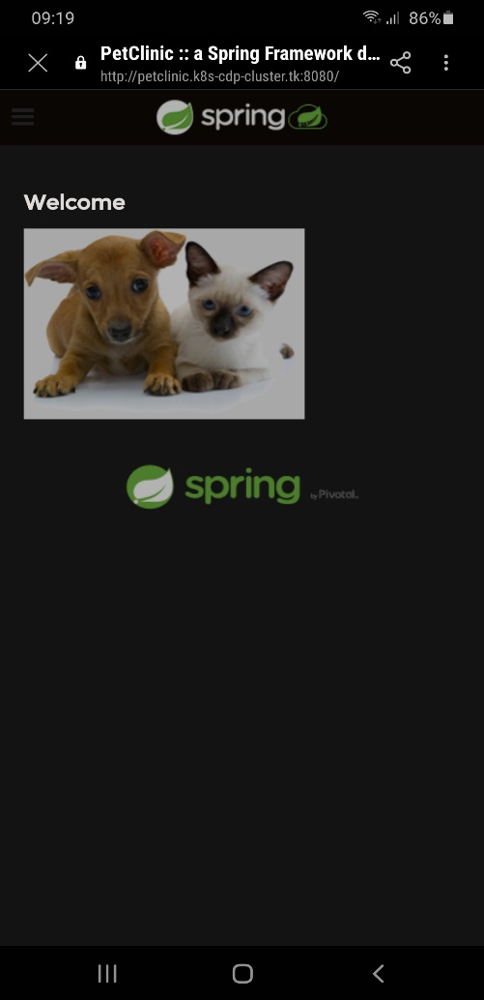 09:19
86%
PetClinic :: a Spring Framework d...
http://petclinic.k8s-cdp-cluster.tk:8080/
spring
Welcome
spring by Pivotal.